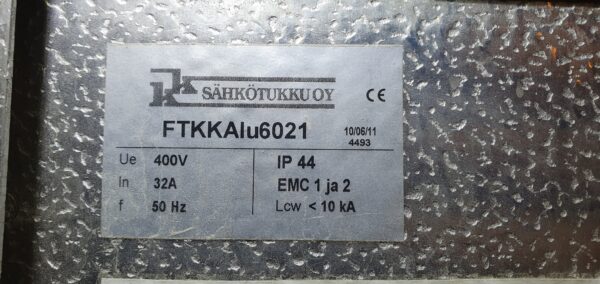 KK SÄHKÖTUKKU OY CE
FTKKAlu6021 10/06/11
4493
Ue 400V IP 44
In 32A EMC 1 ja 2
f 50 Hz Lcw < 10 kA